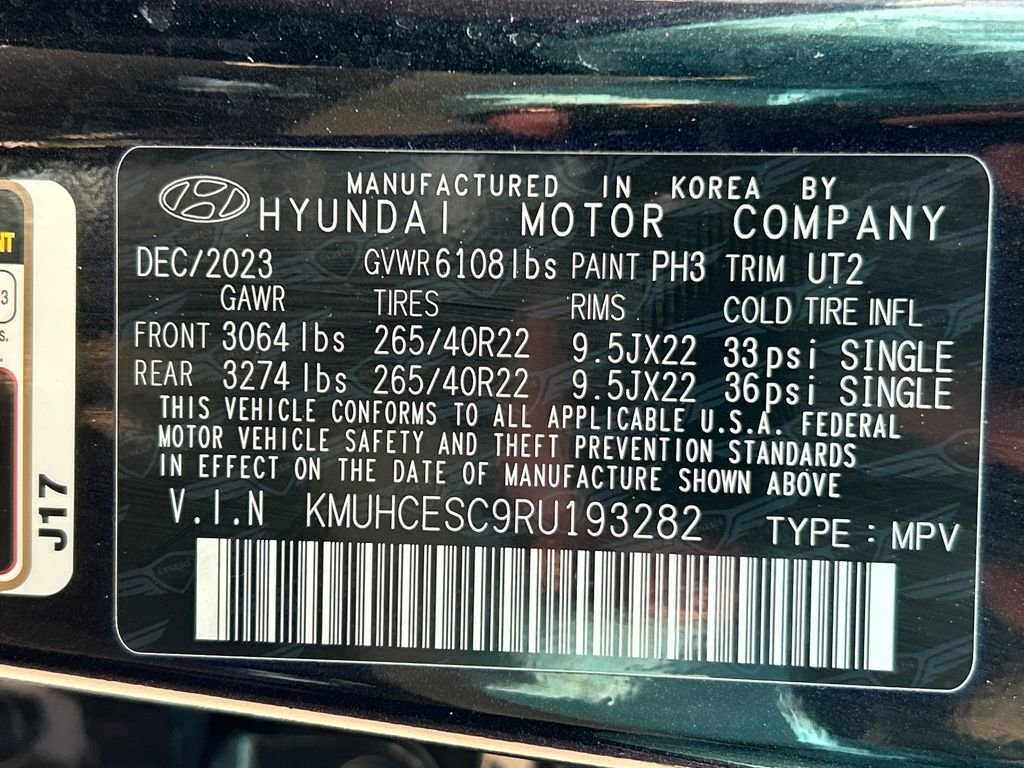 MANUFACTURED IN KOREA BY
HYUNDAI MOTOR COMPANY
DEC/2023 GVWR 6108 lbs PAINT PH3 TRIM UT2
GAWR TIRES RIMS COLD TIRE INFL
FRONT 3064 lbs 265/40R22 9.5JX22 33psi SINGLE
REAR 3274 lbs 265/40R22 9.5JX22 36psi SINGLE
THIS VEHICLE CONFORMS TO ALL APPLICABLE U.S.A. FEDERAL
MOTOR VEHICLE SAFETY AND THEFT PREVENTION STANDARDS
IN EFFECT ON THE DATE OF MANUFACTURE SHOWN ABOVE
V.I.N KMUHCESC9RU193282 TYPE : MPV
J17